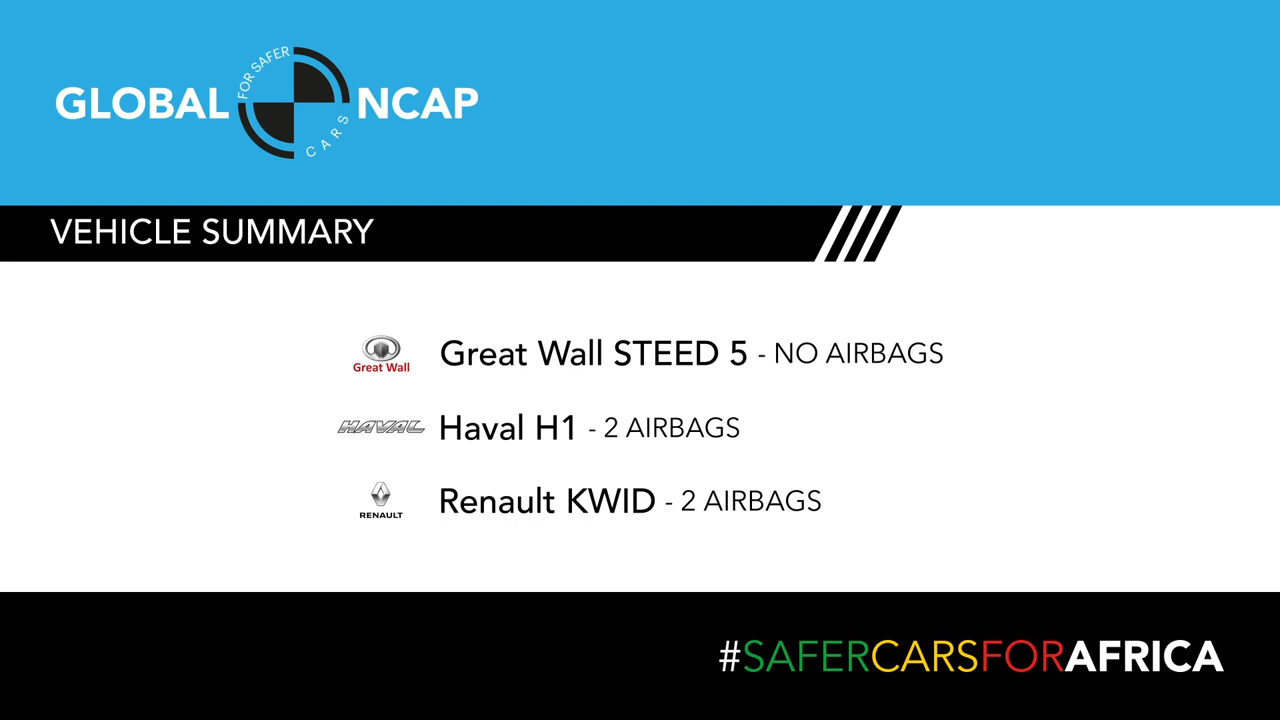 GLOBAL FOR SAFER CARS NCAP
VEHICLE SUMMARY
Great Wall
Great Wall STEED 5 - NO AIRBAGS
HAVAL
Haval H1 - 2 AIRBAGS
RENAULT
Renault KWID - 2 AIRBAGS
#SAFERCARSFORAFRICA